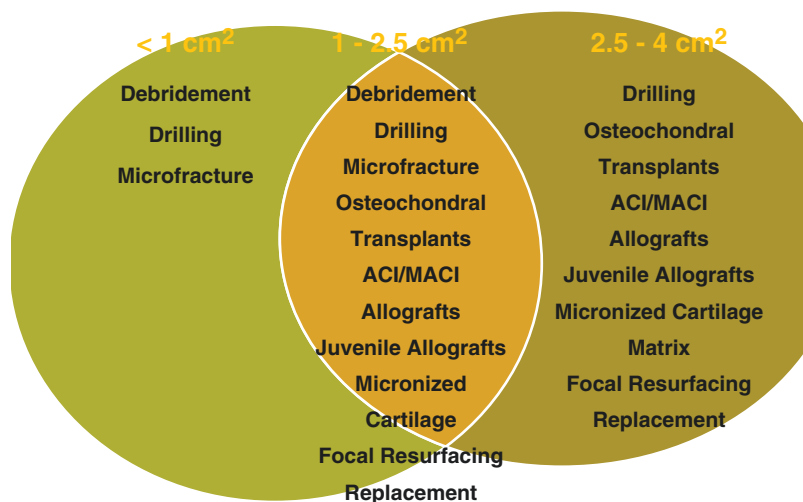 < 1 cm²
Debridement
Drilling
Microfracture
1 - 2.5 cm²
Debridement
Drilling
Microfracture
Osteochondral
Transplants
ACI/MACI
Allografts
Juvenile Allografts
Micronized
Cartilage
Focal Resurfacing
Replacement
2.5 - 4 cm²
Drilling
Osteochondral
Transplants
ACI/MACI
Allografts
Juvenile Allografts
Micronized Cartilage
Matrix
Focal Resurfacing
Replacement